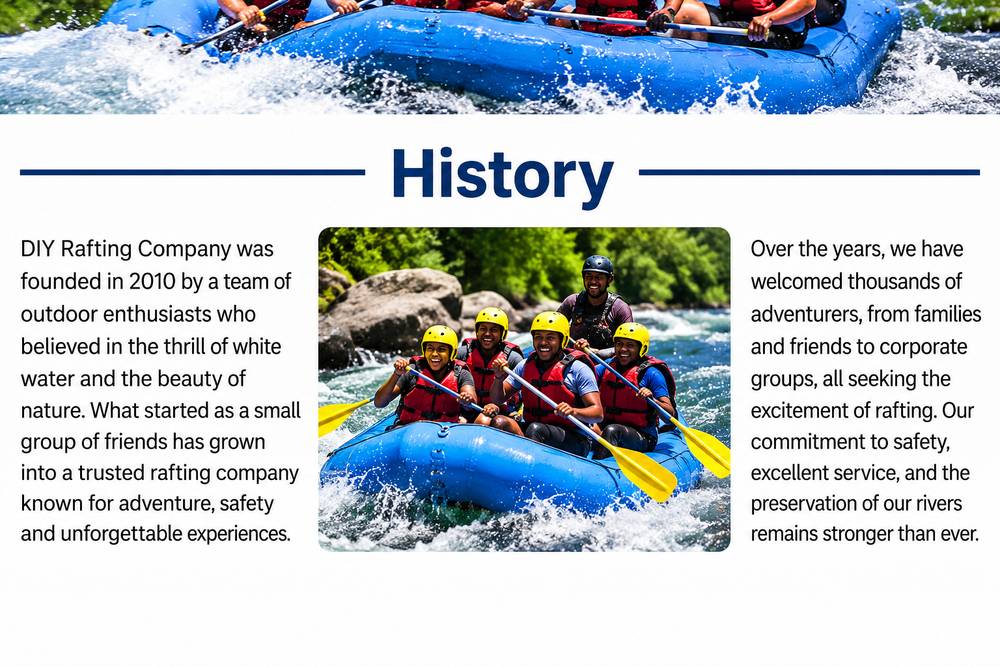 History
DIY Rafting Company was
founded in 2010 by a team of
outdoor enthusiasts who
believed in the thrill of white
water and the beauty of
nature. What started as a small
group of friends has grown
into a trusted rafting company
known for adventure, safety
and unforgettable experiences.
Over the years, we have
welcomed thousands of
adventurers, from families
and friends to corporate
groups, all seeking the
excitement of rafting. Our
commitment to safety,
excellent service, and the
preservation of our rivers
remains stronger than ever.